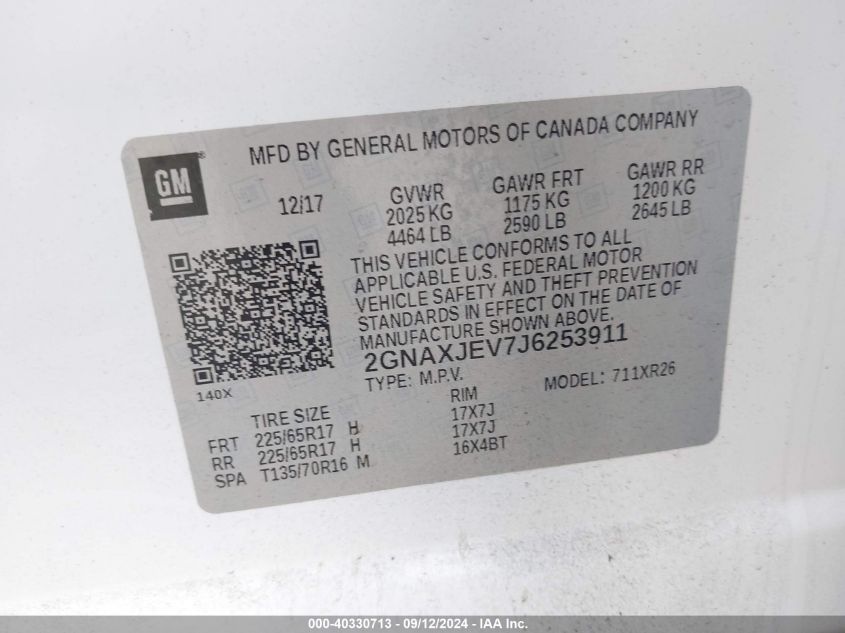 MFD BY GENERAL MOTORS OF CANADA COMPANY
GM
12/17
GVWR
2025 KG
4464 LB
GAWR FRT
1175 KG
2590 LB
GAWR RR
1200 KG
2645 LB
THIS VEHICLE CONFORMS TO ALL
APPLICABLE U.S. FEDERAL MOTOR
VEHICLE SAFETY AND THEFT PREVENTION
STANDARDS IN EFFECT ON THE DATE OF
MANUFACTURE SHOWN ABOVE.
2GNAXJEV7J6253911
TYPE: M.P.V. MODEL: 711XR26
140X
TIRE SIZE RIM
FRT 225/65R17 H 17X7J
RR 225/65R17 H 17X7J
SPA T135/70R16 M 16X4BT
000-40330713 - 09/12/2024 - IAA Inc.